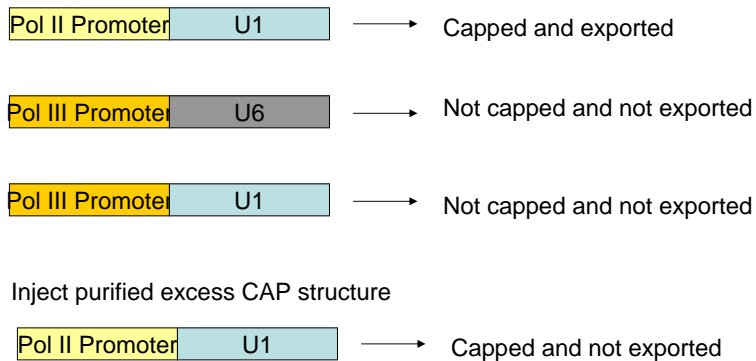 Pol II Promoter U1 Capped and exported
Pol III Promoter U6 Not capped and not exported
Pol III Promoter U1 Not capped and not exported
Inject purified excess CAP structure
Pol II Promoter U1 Capped and not exported